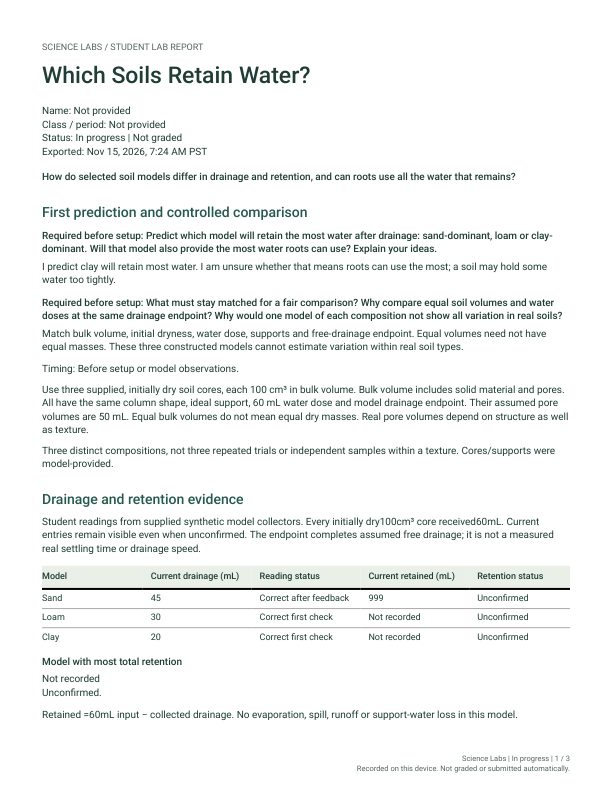 SCIENCE LABS / STUDENT LAB REPORT
Which Soils Retain Water?
Name: Not provided
Class / period: Not provided
Status: In progress | Not graded
Exported: Nov 15, 2026, 7:24 AM PST
How do selected soil models differ in drainage and retention, and can roots use all the water that remains?
First prediction and controlled comparison
Required before setup: Predict which model will retain the most water after drainage: sand-dominant, loam or clay-
dominant. Will that model also provide the most water roots can use? Explain your ideas.
I predict clay will retain most water. I am unsure whether that means roots can use the most; a soil may hold some
water too tightly.
Required before setup: What must stay matched for a fair comparison? Why compare equal soil volumes and water
doses at the same drainage endpoint? Why would one model of each composition not show all variation in real soils?
Match bulk volume, initial dryness, water dose, supports and free-drainage endpoint. Equal volumes need not have
equal masses. These three constructed models cannot estimate variation within real soil types.
Timing: Before setup or model observations.
Use three supplied, initially dry soil cores, each 100 cm³ in bulk volume. Bulk volume includes solid material and pores.
All have the same column shape, ideal support, 60 mL water dose and model drainage endpoint. Their assumed pore
volumes are 50 mL. Equal bulk volumes do not mean equal dry masses. Real pore volumes depend on structure as well
as texture.
Three distinct compositions, not three repeated trials or independent samples within a texture. Cores/supports were
model-provided.
Drainage and retention evidence
Student readings from supplied synthetic model collectors. Every initially dry100cm³ core received60mL. Current
entries remain visible even when unconfirmed. The endpoint completes assumed free drainage; it is not a measured
real settling time or drainage speed.
Model Current drainage (mL) Reading status Current retained (mL) Retention status
Sand 45 Correct after feedback 999 Unconfirmed
Loam 30 Correct first check Not recorded Unconfirmed
Clay 20 Correct first check Not recorded Unconfirmed
Model with most total retention
Not recorded
Unconfirmed.
Retained =60mL input − collected drainage. No evaporation, spill, runoff or support-water loss in this model.
Science Labs | In progress | 1 / 3
Recorded on this device. Not graded or submitted automatically.